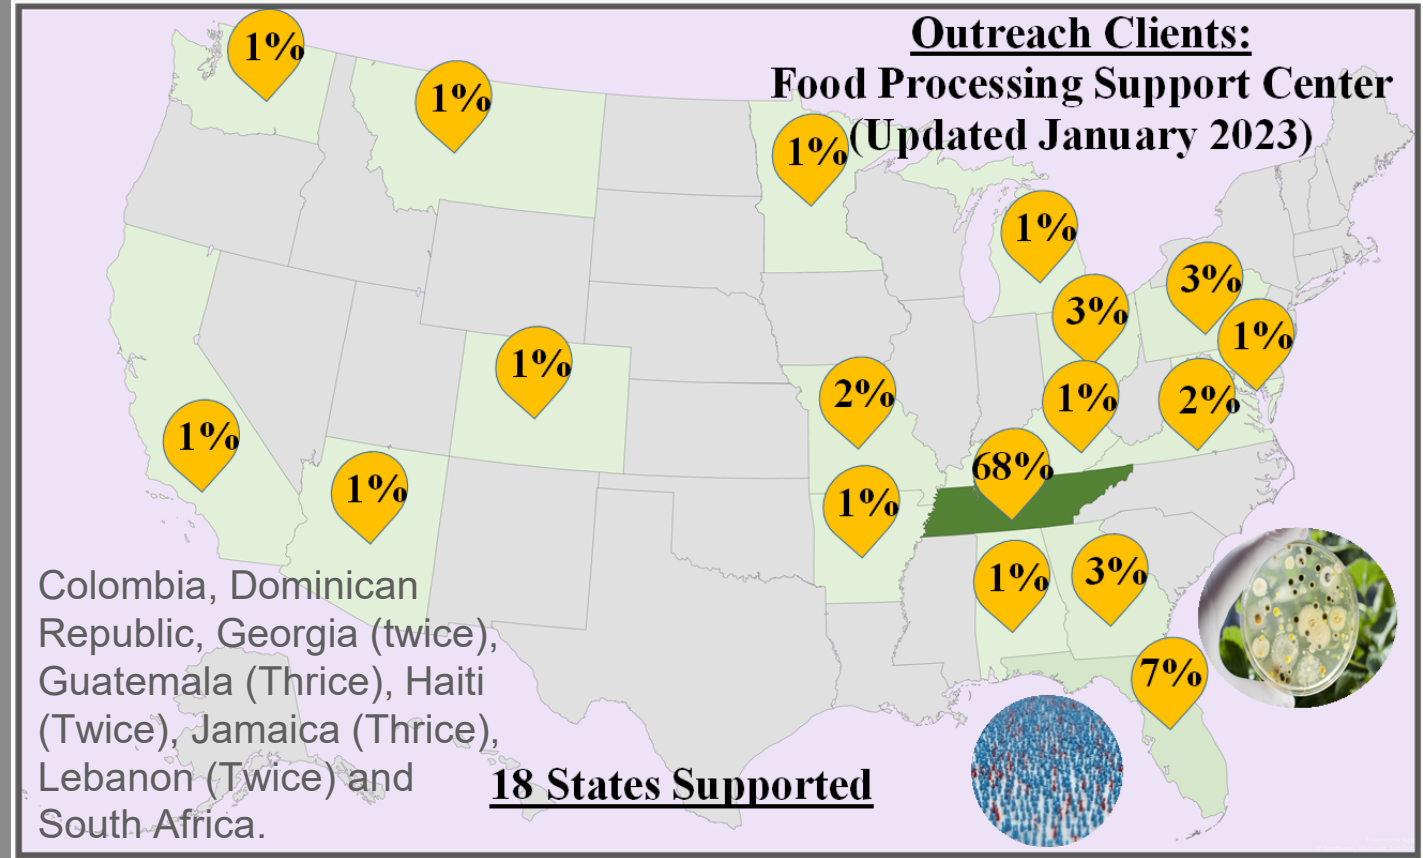 Outreach Clients:
Food Processing Support Center
(Updated January 2023)
1%
1%
1%
1%
3%
3%
1%
1%
2%
1%
2%
1%
1%
68%
1%
1%
3%
7%
Colombia, Dominican
Republic, Georgia (twice),
Guatemala (Thrice), Haiti
(Twice), Jamaica (Thrice),
Lebanon (Twice) and
South Africa.
18 States Supported